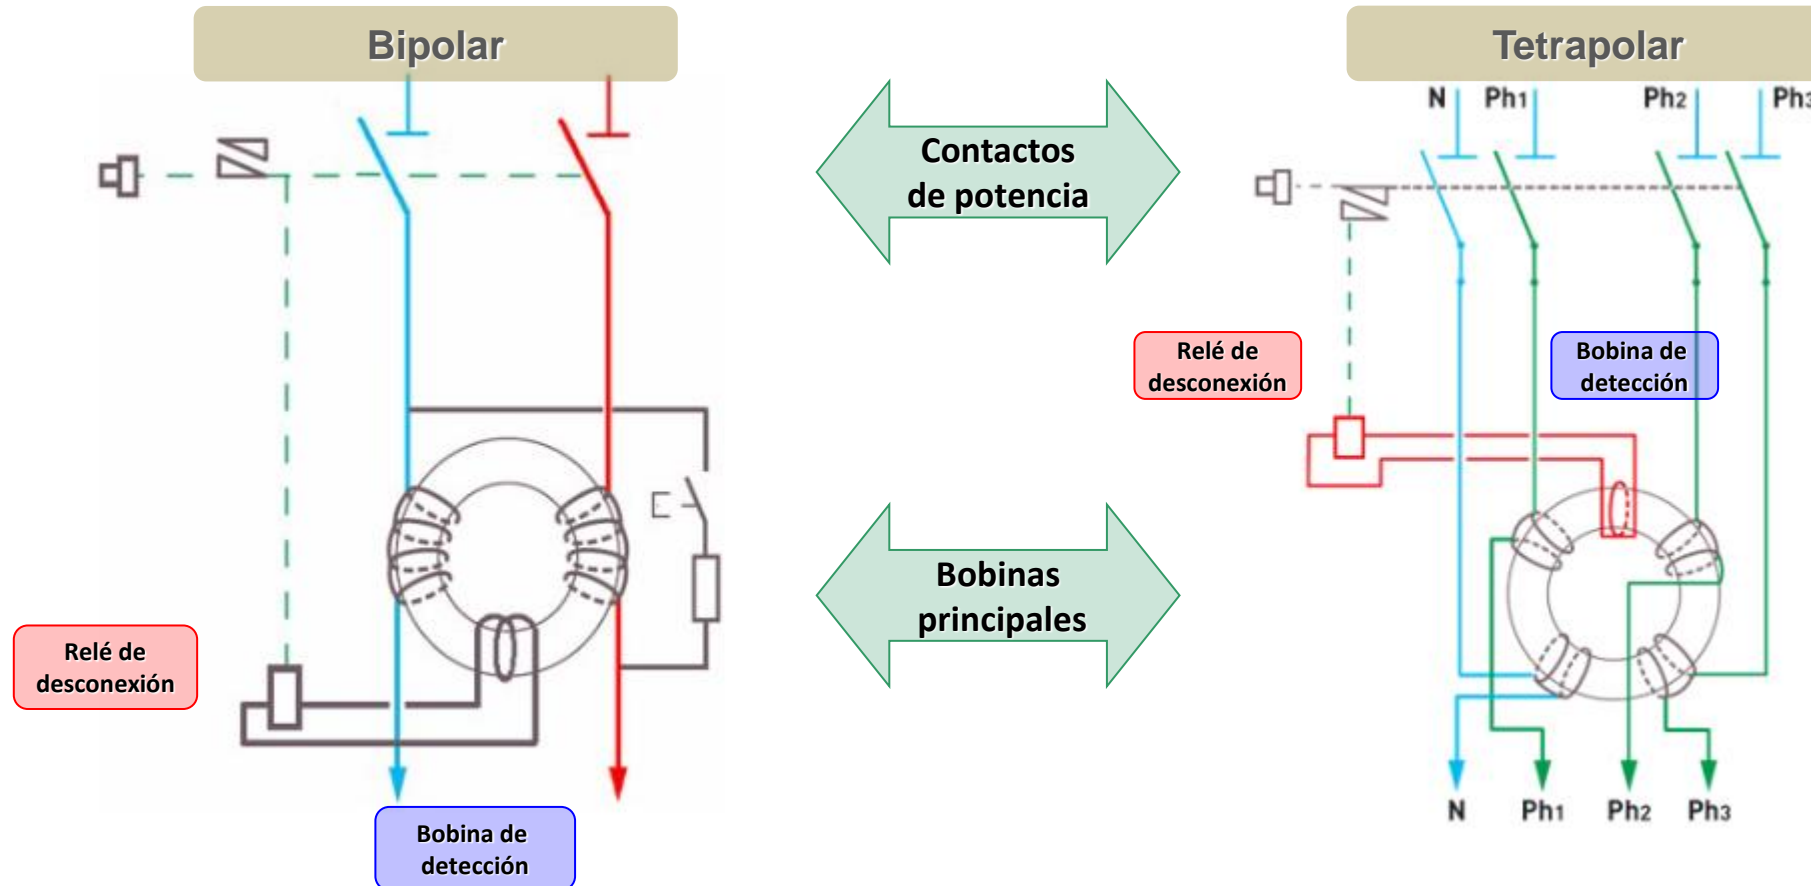 Bipolar
Tetrapolar
N Ph1 Ph2 Ph3
Contactos
de potencia
Relé de
desconexión
Bobina de
detección
Bobinas
principales
Relé de
desconexión
Bobina de
detección
N Ph1 Ph2 Ph3